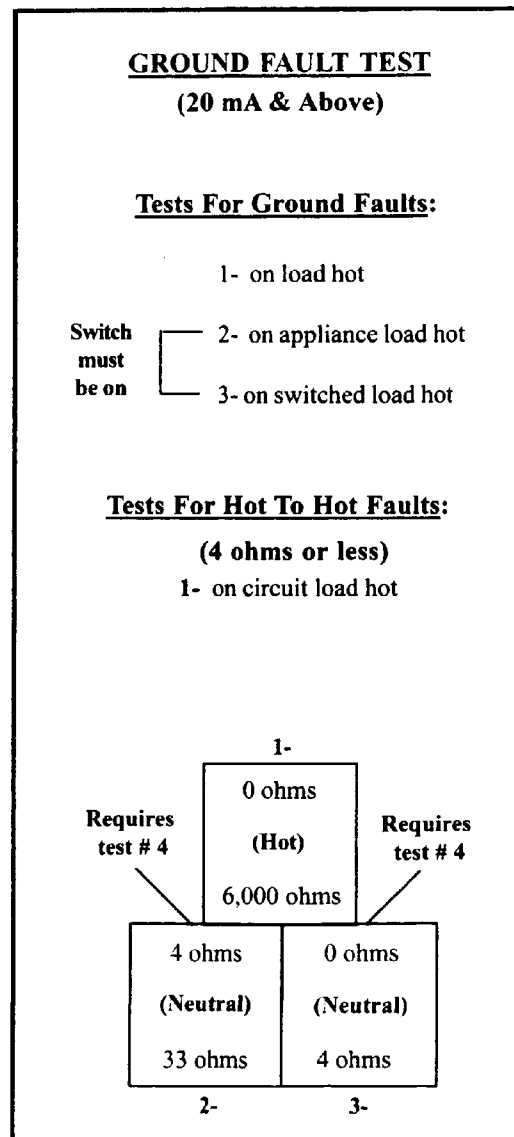 GROUND FAULT TEST
(20 mA & Above)
Tests For Ground Faults:
1- on load hot
Switch must be on
2- on appliance load hot
3- on switched load hot
Tests For Hot To Hot Faults:
(4 ohms or less)
1- on circuit load hot
1-
0 ohms
(Hot)
6,000 ohms
Requires
test # 4
Requires
test # 4
4 ohms
(Neutral)
33 ohms
0 ohms
(Neutral)
4 ohms
2-
3-